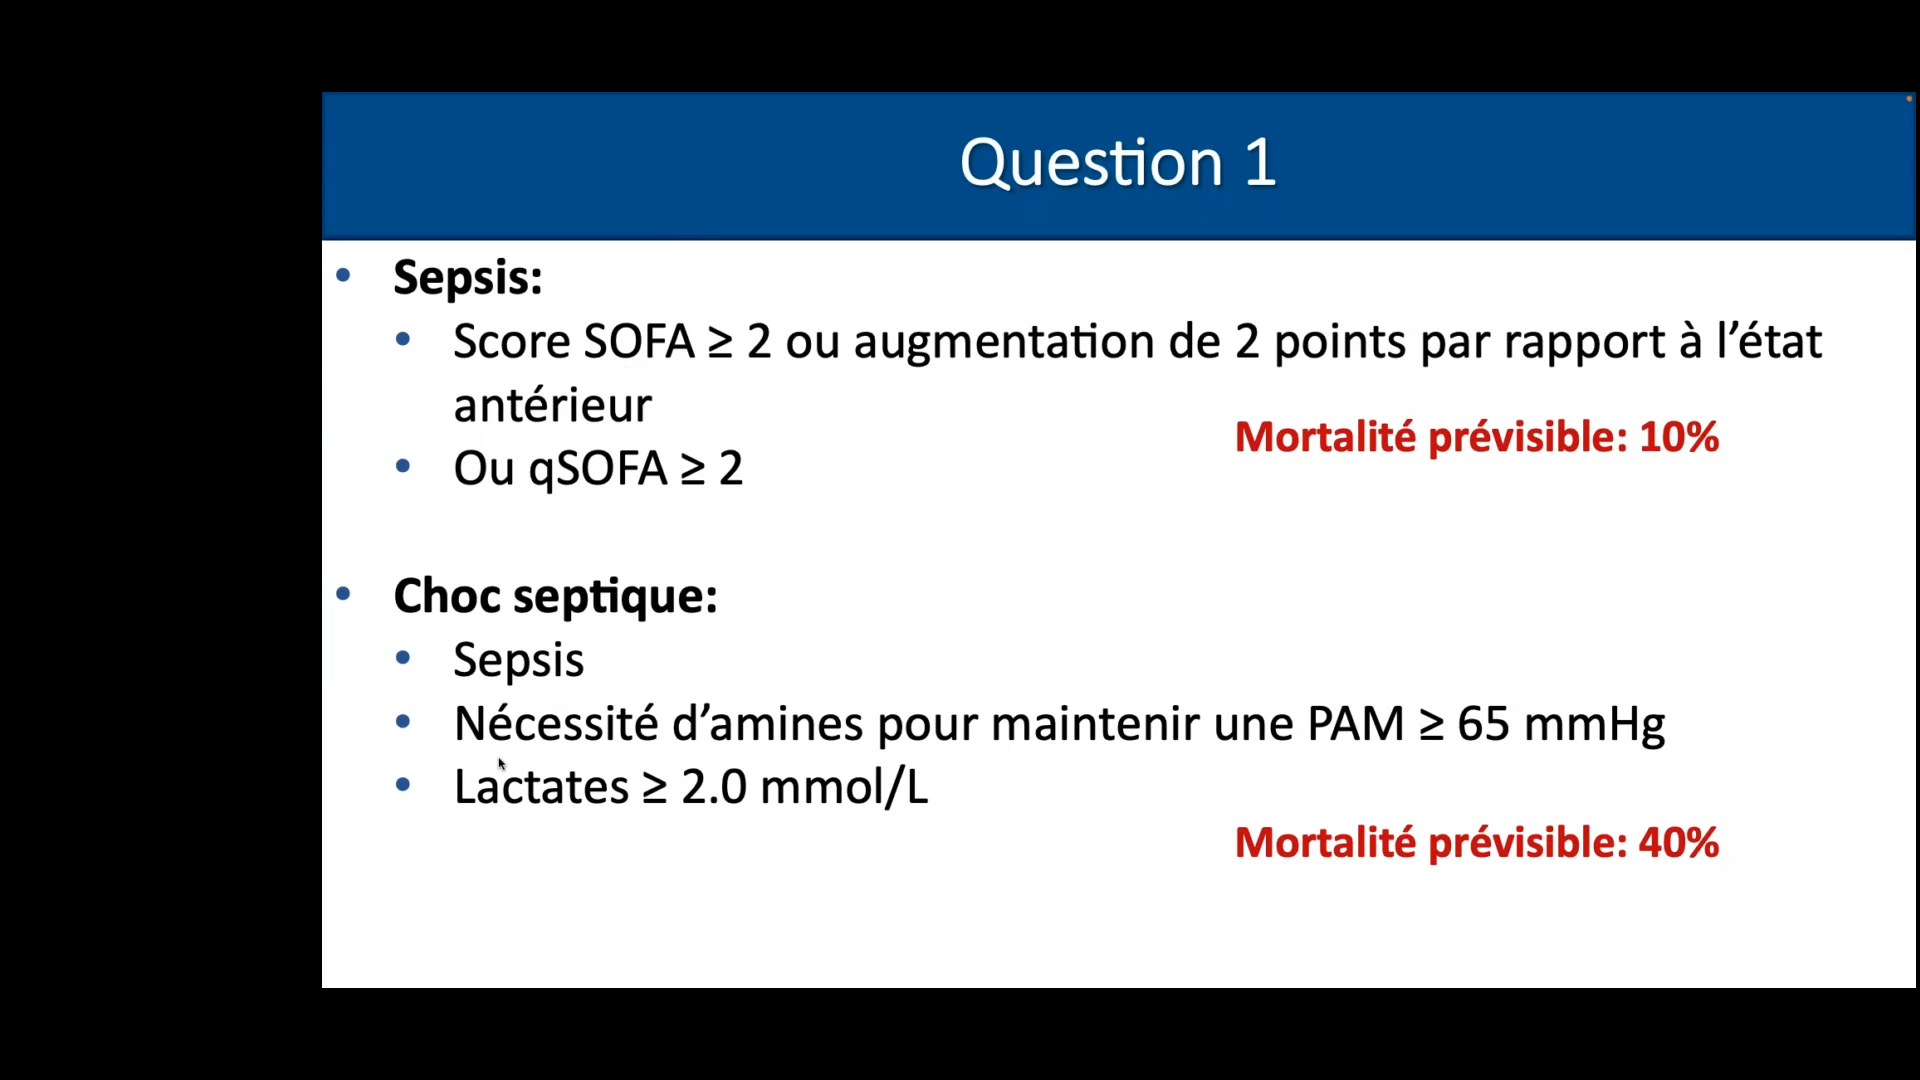 Question 1
• Sepsis:
• Score SOFA ≥ 2 ou augmentation de 2 points par rapport à l’état
antérieur
Mortalité prévisible: 10%
• Ou qSOFA ≥ 2
• Choc septique:
• Sepsis
• Nécessité d’amines pour maintenir une PAM ≥ 65 mmHg
• Lactates ≥ 2.0 mmol/L
Mortalité prévisible: 40%